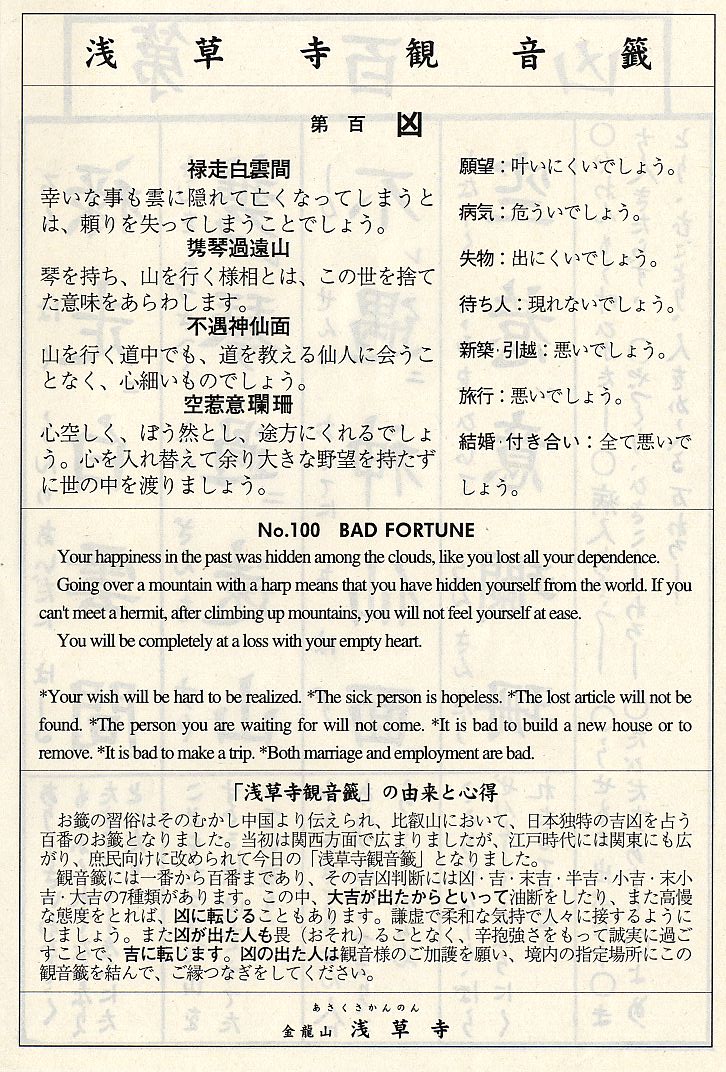 浅草寺観音籤
第百 凶
禄走白雲間
幸いな事も雲に隠れて亡くなってしまうと
は、頼りを失ってしまうことでしょう。
携琴過遠山
琴を持ち、山を行く様相とは、この世を捨て
た意味をあらわします。
不遇神仙面
山を行く道中でも、道を教える仙人に会うこ
となく、心細いものでしょう。
空惹意瓓珊
心空しく、ぼう然とし、途方にくれるでしょ
う。心を入れ替えて余り大きな野望を持たず
に世の中を渡りましょう。
願望：叶いにくいでしょう。
病気：危ういでしょう。
失物：出にくいでしょう。
待ち人：現れないでしょう。
新築・引越：悪いでしょう。
旅行：悪いでしょう。
結婚・付き合い：全て悪いで
しょう。
No.100 BAD FORTUNE
Your happiness in the past was hidden among the clouds, like you lost all your dependence.
Going over a mountain with a harp means that you have hidden yourself from the world. If you
can't meet a hermit, after climbing up mountains, you will not feel yourself at ease.
You will be completely at a loss with your empty heart.
*Your wish will be hard to be realized. *The sick person is hopeless. *The lost article will not be
found. *The person you are waiting for will not come. *It is bad to build a new house or to
remove. *It is bad to make a trip. *Both marriage and employment are bad.
「浅草寺観音籤」の由来と心得
お籤の習俗はそのむかし中国より伝えられ、比叡山において、日本独特の吉凶を占う
百番のお籤となりました。当初は関西方面で広まりましたが、江戸時代には関東にも広
がり、庶民向けに改められて今日の「浅草寺観音籤」となりました。
観音籤には一番から百番まであり、その吉凶判断には凶・吉・末吉・半吉・小吉・末小
吉・大吉の7種類があります。この中、大吉が出たからといって油断をしたり、また高慢
な態度をとれば、凶に転じることもあります。謙虚で柔和な気持で人々に接するように
しましょう。また凶が出た人も畏（おそれ）ることなく、辛抱強さをもって誠実に過ご
すことで、吉に転じます。凶の出た人は観音様のご加護を願い、境内の指定場所にこの
観音籤を結んで、ご縁つなぎをしてください。
あさくさかんのん
金龍山 浅草寺